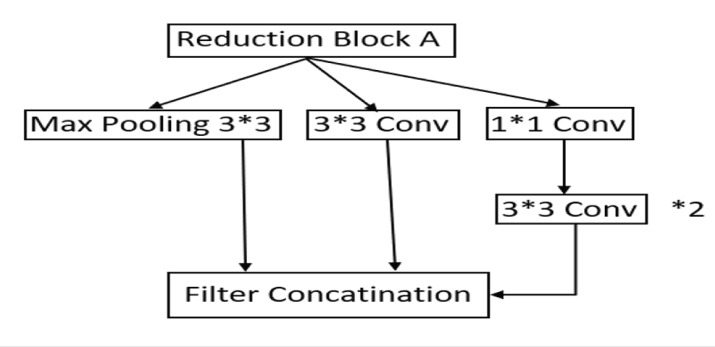 Reduction Block A
Max Pooling 3*3
3*3 Conv
1*1 Conv
3*3 Conv *2
Filter Concatination